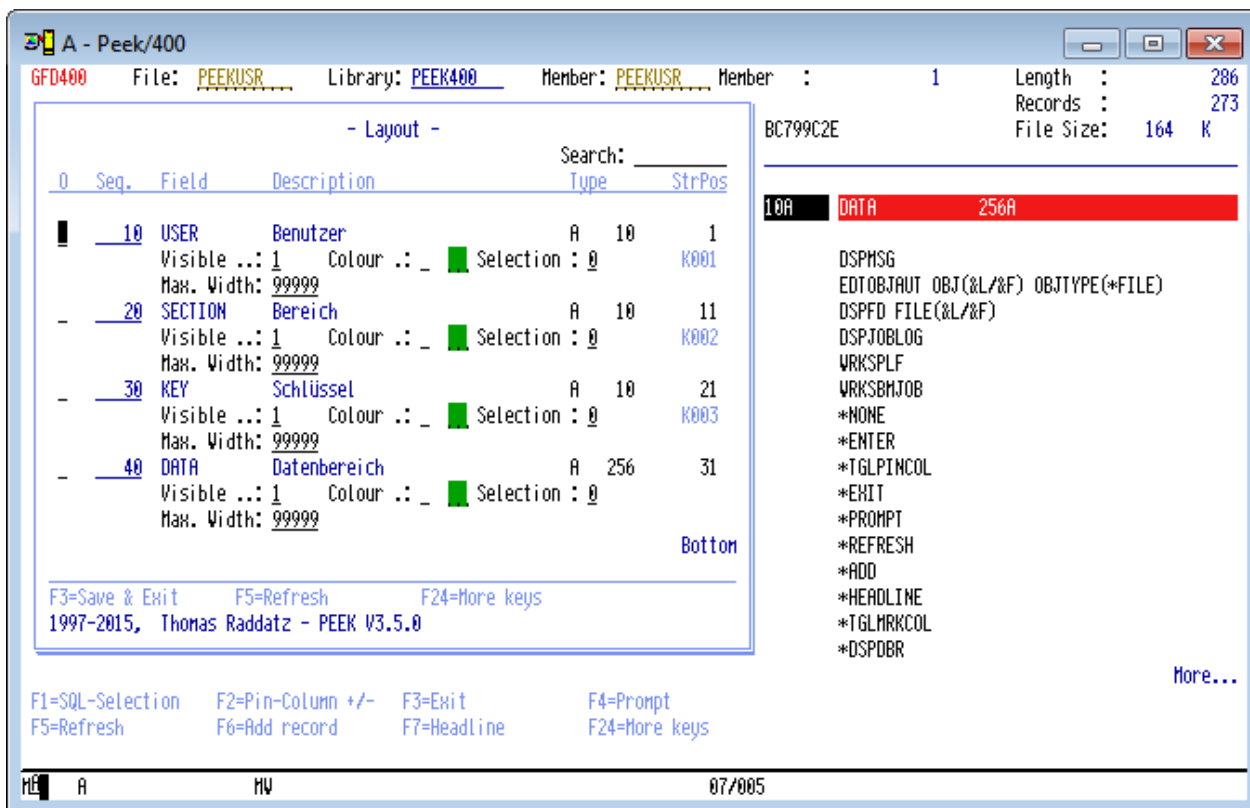 A - Peek/400
GFD400 File: PEEKUSR Library: PEEK400 Member: PEEKUSR Member : 1 Length : 286
Records : 273
- Layout - BC799C2E File Size: 164 K
Search:
O Seq. Field Description Type StrPos
10A DATA 256A
10 USER Benutzer A 10 1
Visible ..: 1 Colour .: _ Selection : 0 K001 DSPMSG
Max. Width: 99999 EDTOBJAUT OBJ(&L/&F) OBJTYPE(*FILE)
_ 20 SECTION Bereich A 10 11 DSPFD FILE(&L/&F)
Visible ..: 1 Colour .: _ Selection : 0 K002 DSPJOBLOG
Max. Width: 99999 WRKSPLF
_ 30 KEY Schlüssel A 10 21 WRKSBMJOB
Visible ..: 1 Colour .: _ Selection : 0 K003 *NONE
Max. Width: 99999 *ENTER
_ 40 DATA Datenbereich A 256 31 *TGLPINCOL
Visible ..: 1 Colour .: _ Selection : 0 *EXIT
Max. Width: 99999 *PROMPT
Bottom *REFRESH
*ADD
F3=Save & Exit F5=Refresh F24=More keys *HEADLINE
1997-2015, Thomas Raddatz - PEEK V3.5.0 *TGLMRKCOL
*DSPDBR
More...
F1=SQL-Selection F2=Pin-Column +/- F3=Exit F4=Prompt
F5=Refresh F6=Add record F7=Headline F24=More keys
MA A MW 07/005